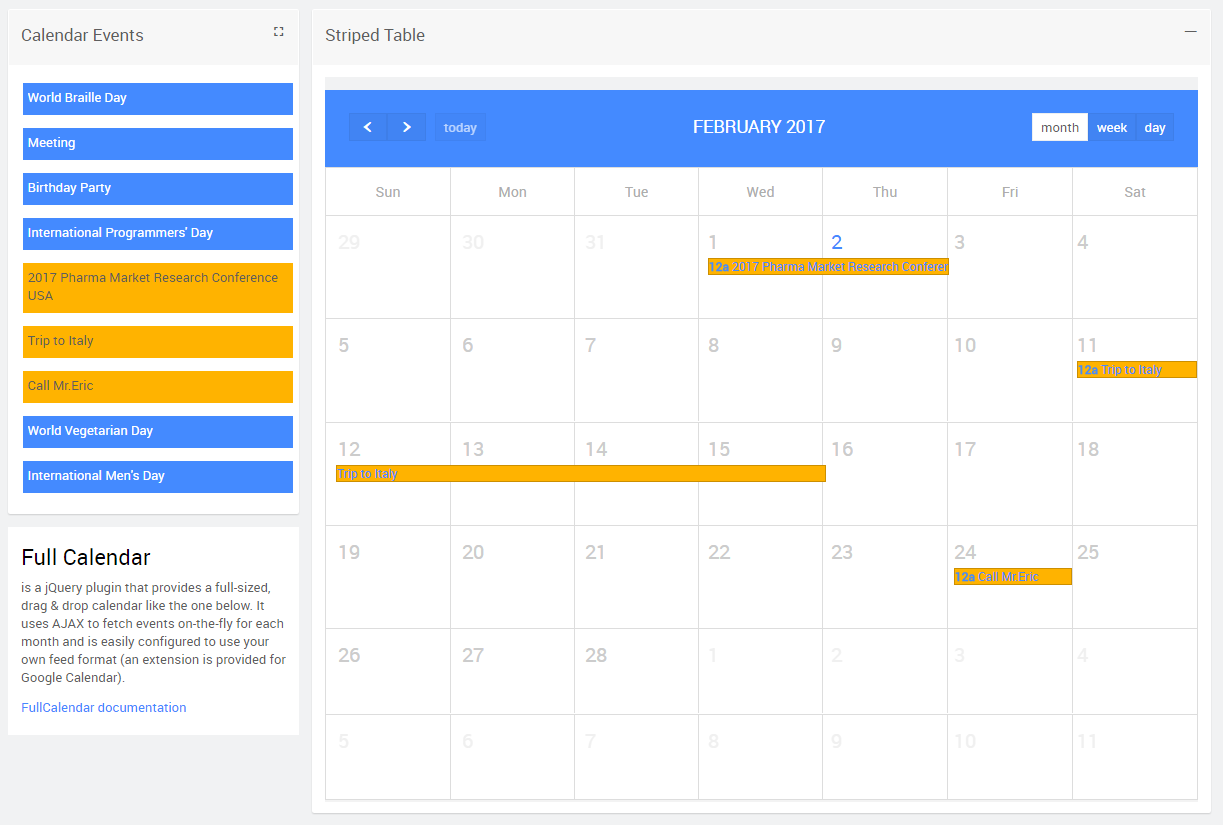 Calendar Events
World Braille Day
Meeting
Birthday Party
International Programmers' Day
2017 Pharma Market Research Conference
USA
Trip to Italy
Call Mr.Eric
World Vegetarian Day
International Men's Day
Full Calendar
is a jQuery plugin that provides a full-sized,
drag & drop calendar like the one below. It
uses AJAX to fetch events on-the-fly for each
month and is easily configured to use your
own feed format (an extension is provided for
Google Calendar).
FullCalendar documentation
Striped Table
today
FEBRUARY 2017
month week day
Sun Mon Tue Wed Thu Fri Sat
29 30 31 1 2 3 4
12a 2017 Pharma Market Research Conferer
5 6 7 8 9 10 11
12a Trip to Italy
12 13 14 15 16 17 18
Trip to Italy
19 20 21 22 23 24 25
12a Call Mr.Eric
26 27 28 1 2 3 4
5 6 7 8 9 10 11